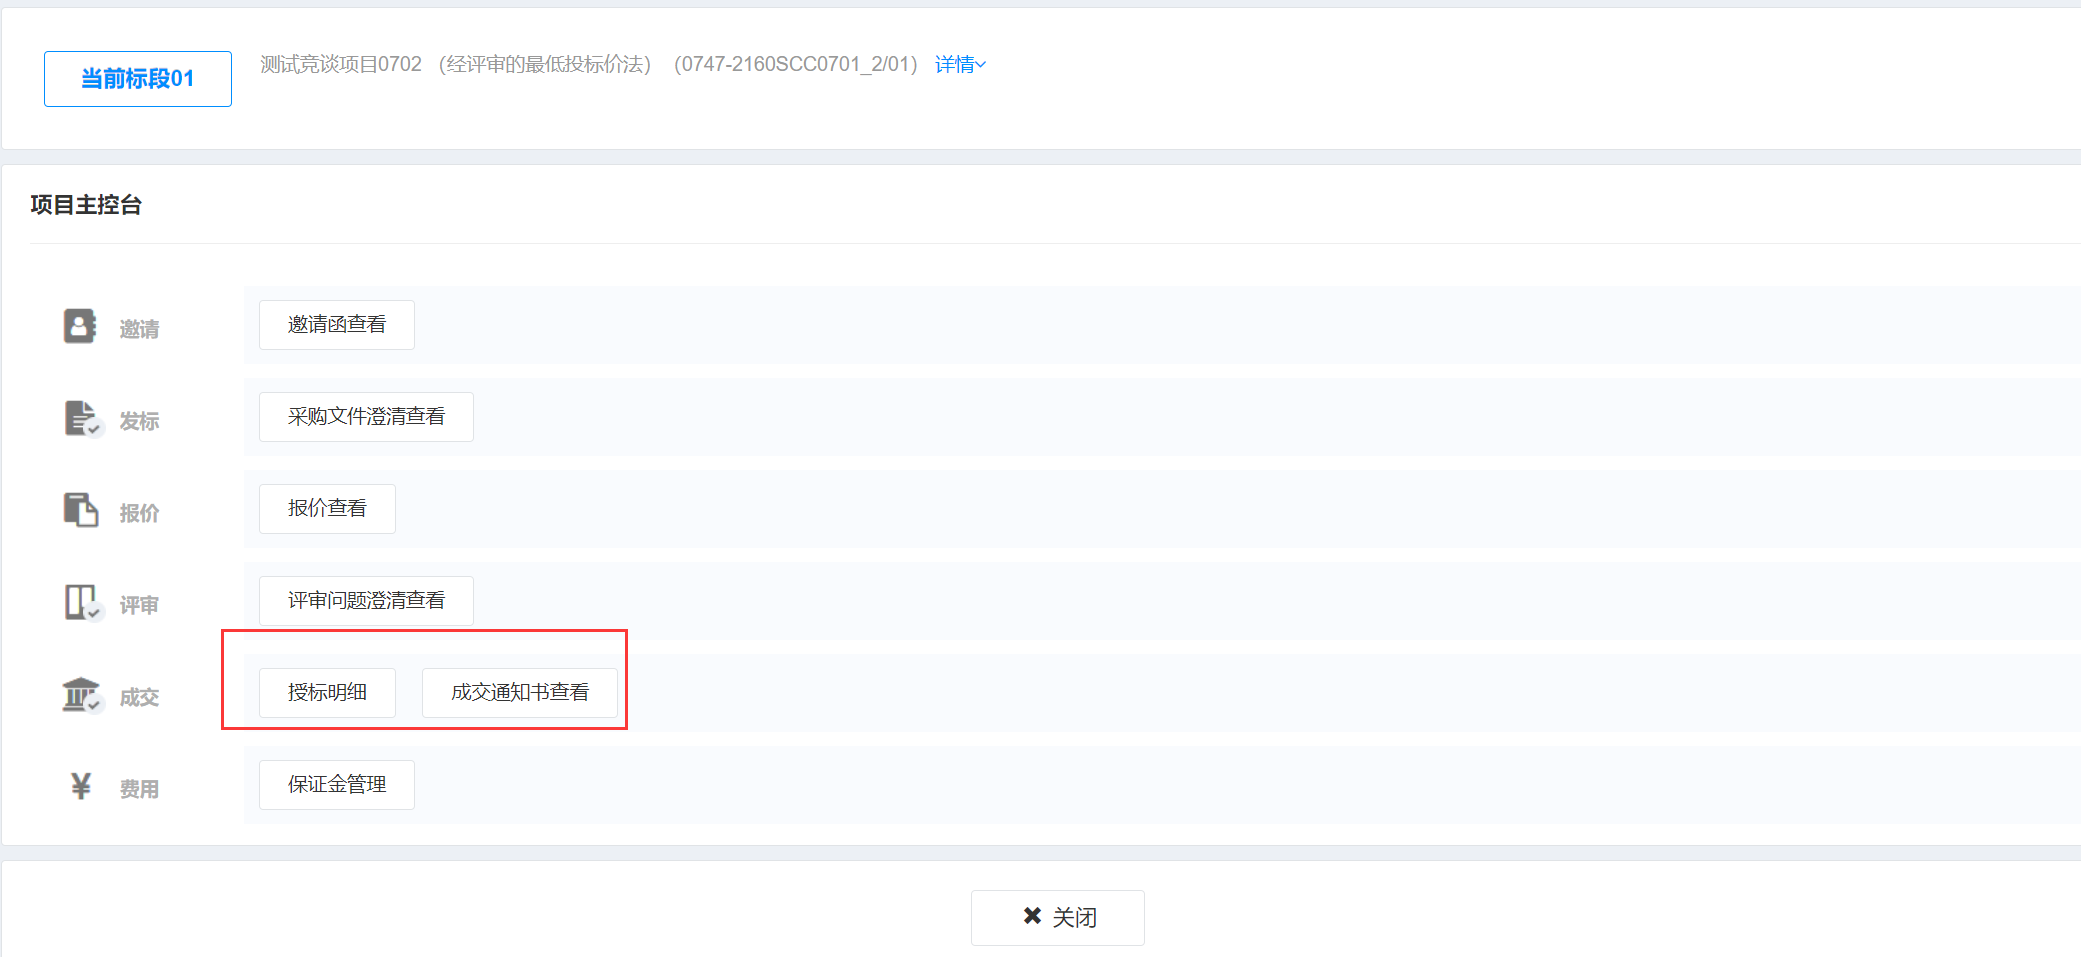 当前标段01 测试竞谈项目0702 （经评审的最低投标价法） （0747-2160SCC0701_2/01） 详情
项目主控台
邀请 邀请函查看
发标 采购文件澄清查看
报价 报价查看
评审 评审问题澄清查看
成交 授标明细 成交通知书查看
¥ 费用 保证金管理
✖ 关闭